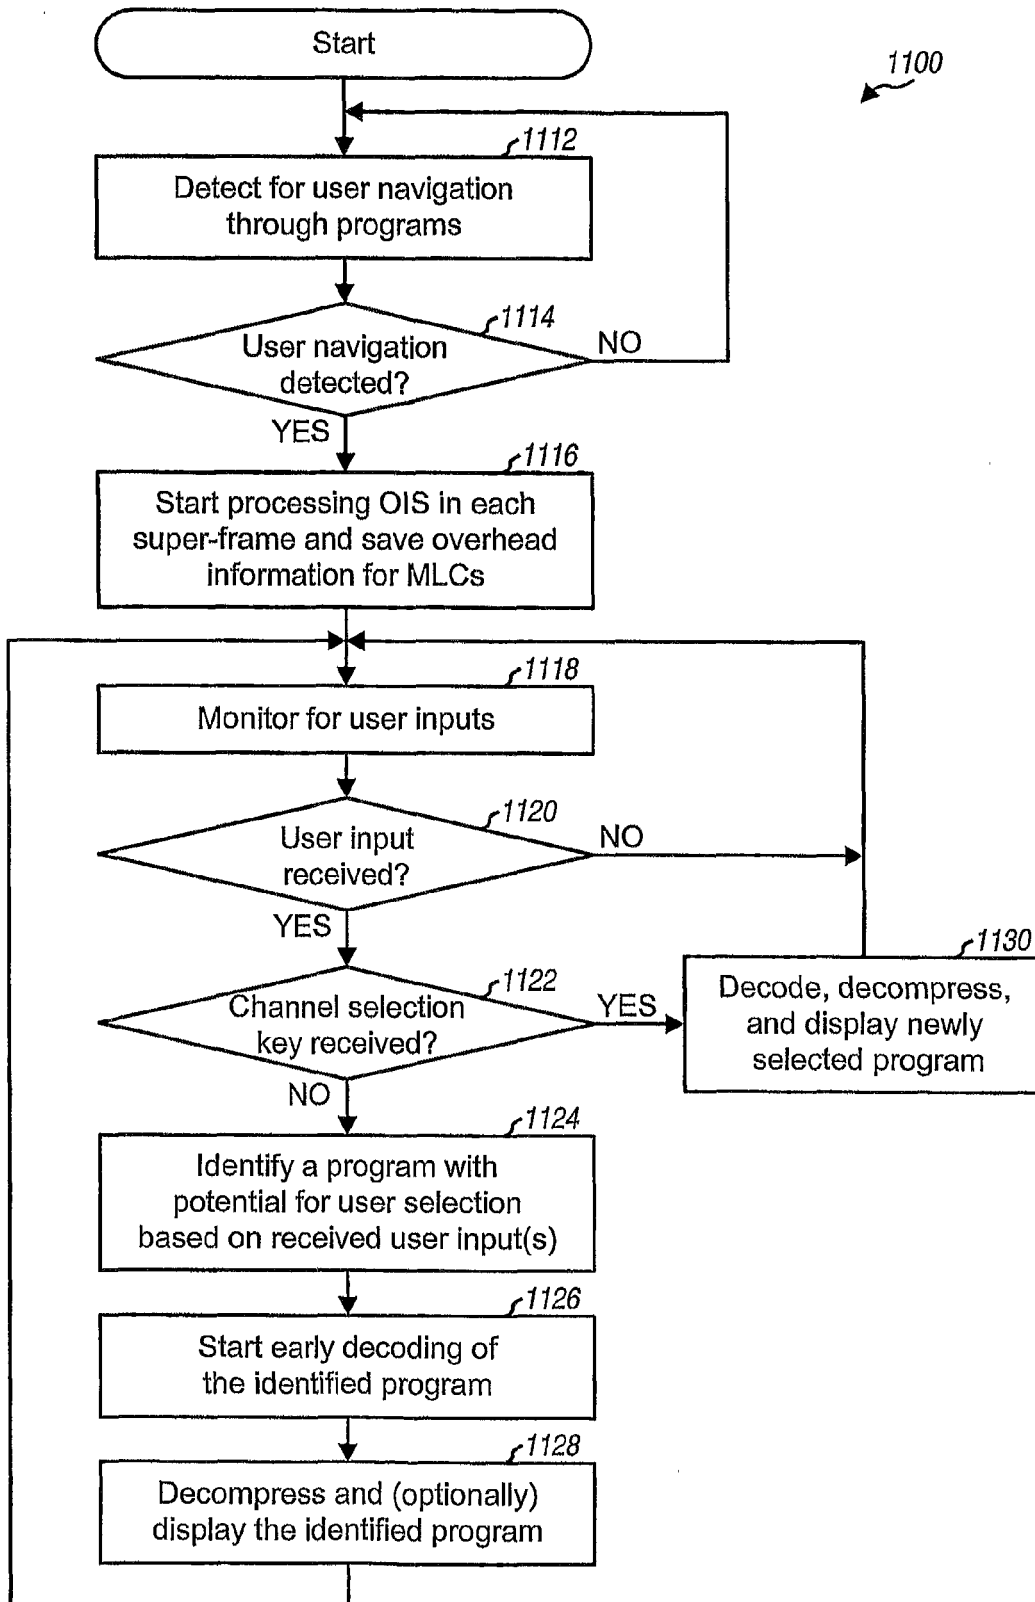 Start
1100
1112
Detect for user navigation
through programs
1114
User navigation
detected?
NO
YES
1116
Start processing OIS in each
super-frame and save overhead
information for MLCs
1118
Monitor for user inputs
1120
User input
received?
NO
YES
1122
Channel selection
key received?
YES
NO
1130
Decode, decompress,
and display newly
selected program
1124
Identify a program with
potential for user selection
based on received user input(s)
1126
Start early decoding of
the identified program
1128
Decompress and (optionally)
display the identified program